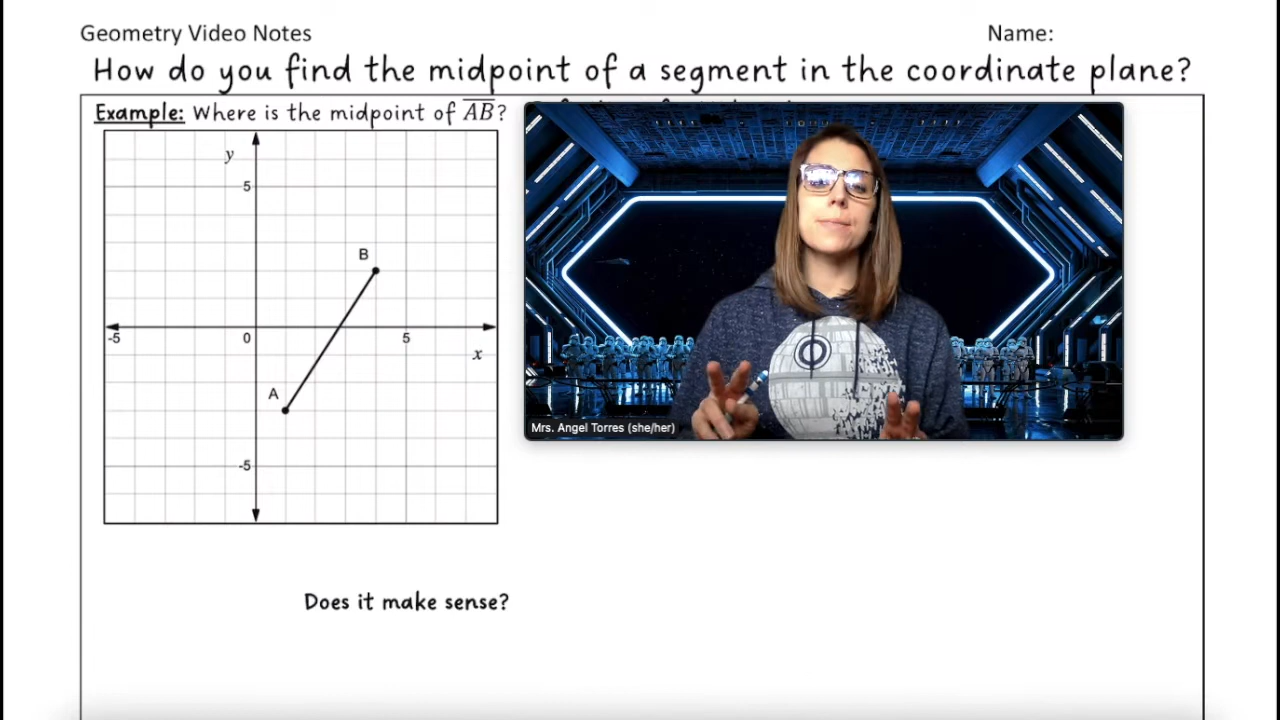 Geometry Video Notes
Name:
How do you find the midpoint of a segment in the coordinate plane?
Example: Where is the midpoint of AB?
y
5
B
-5
0
5
x
A
-5
Mrs. Angel Torres (she/her)
Does it make sense?